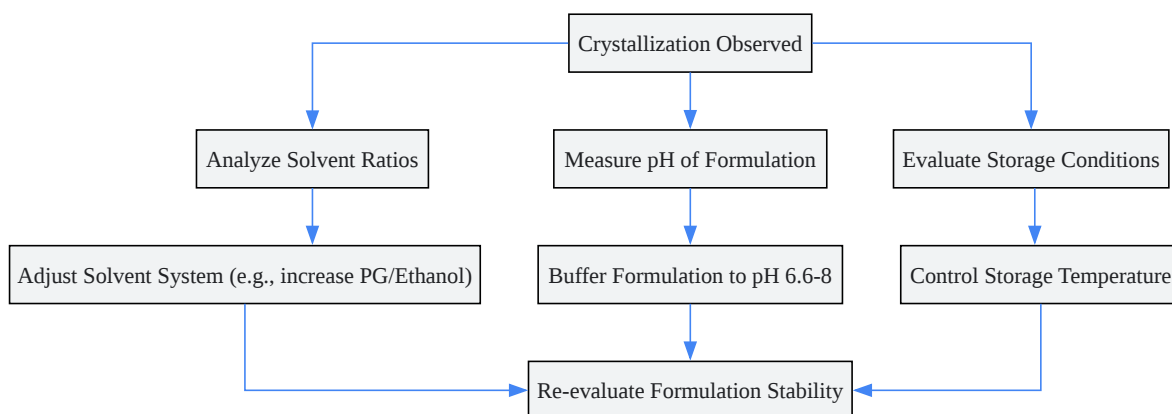 Crystallization Observed
Analyze Solvent Ratios
Measure pH of Formulation
Evaluate Storage Conditions
Adjust Solvent System (e.g., increase PG/Ethanol)
Buffer Formulation to pH 6.6-8
Control Storage Temperature
Re-evaluate Formulation Stability